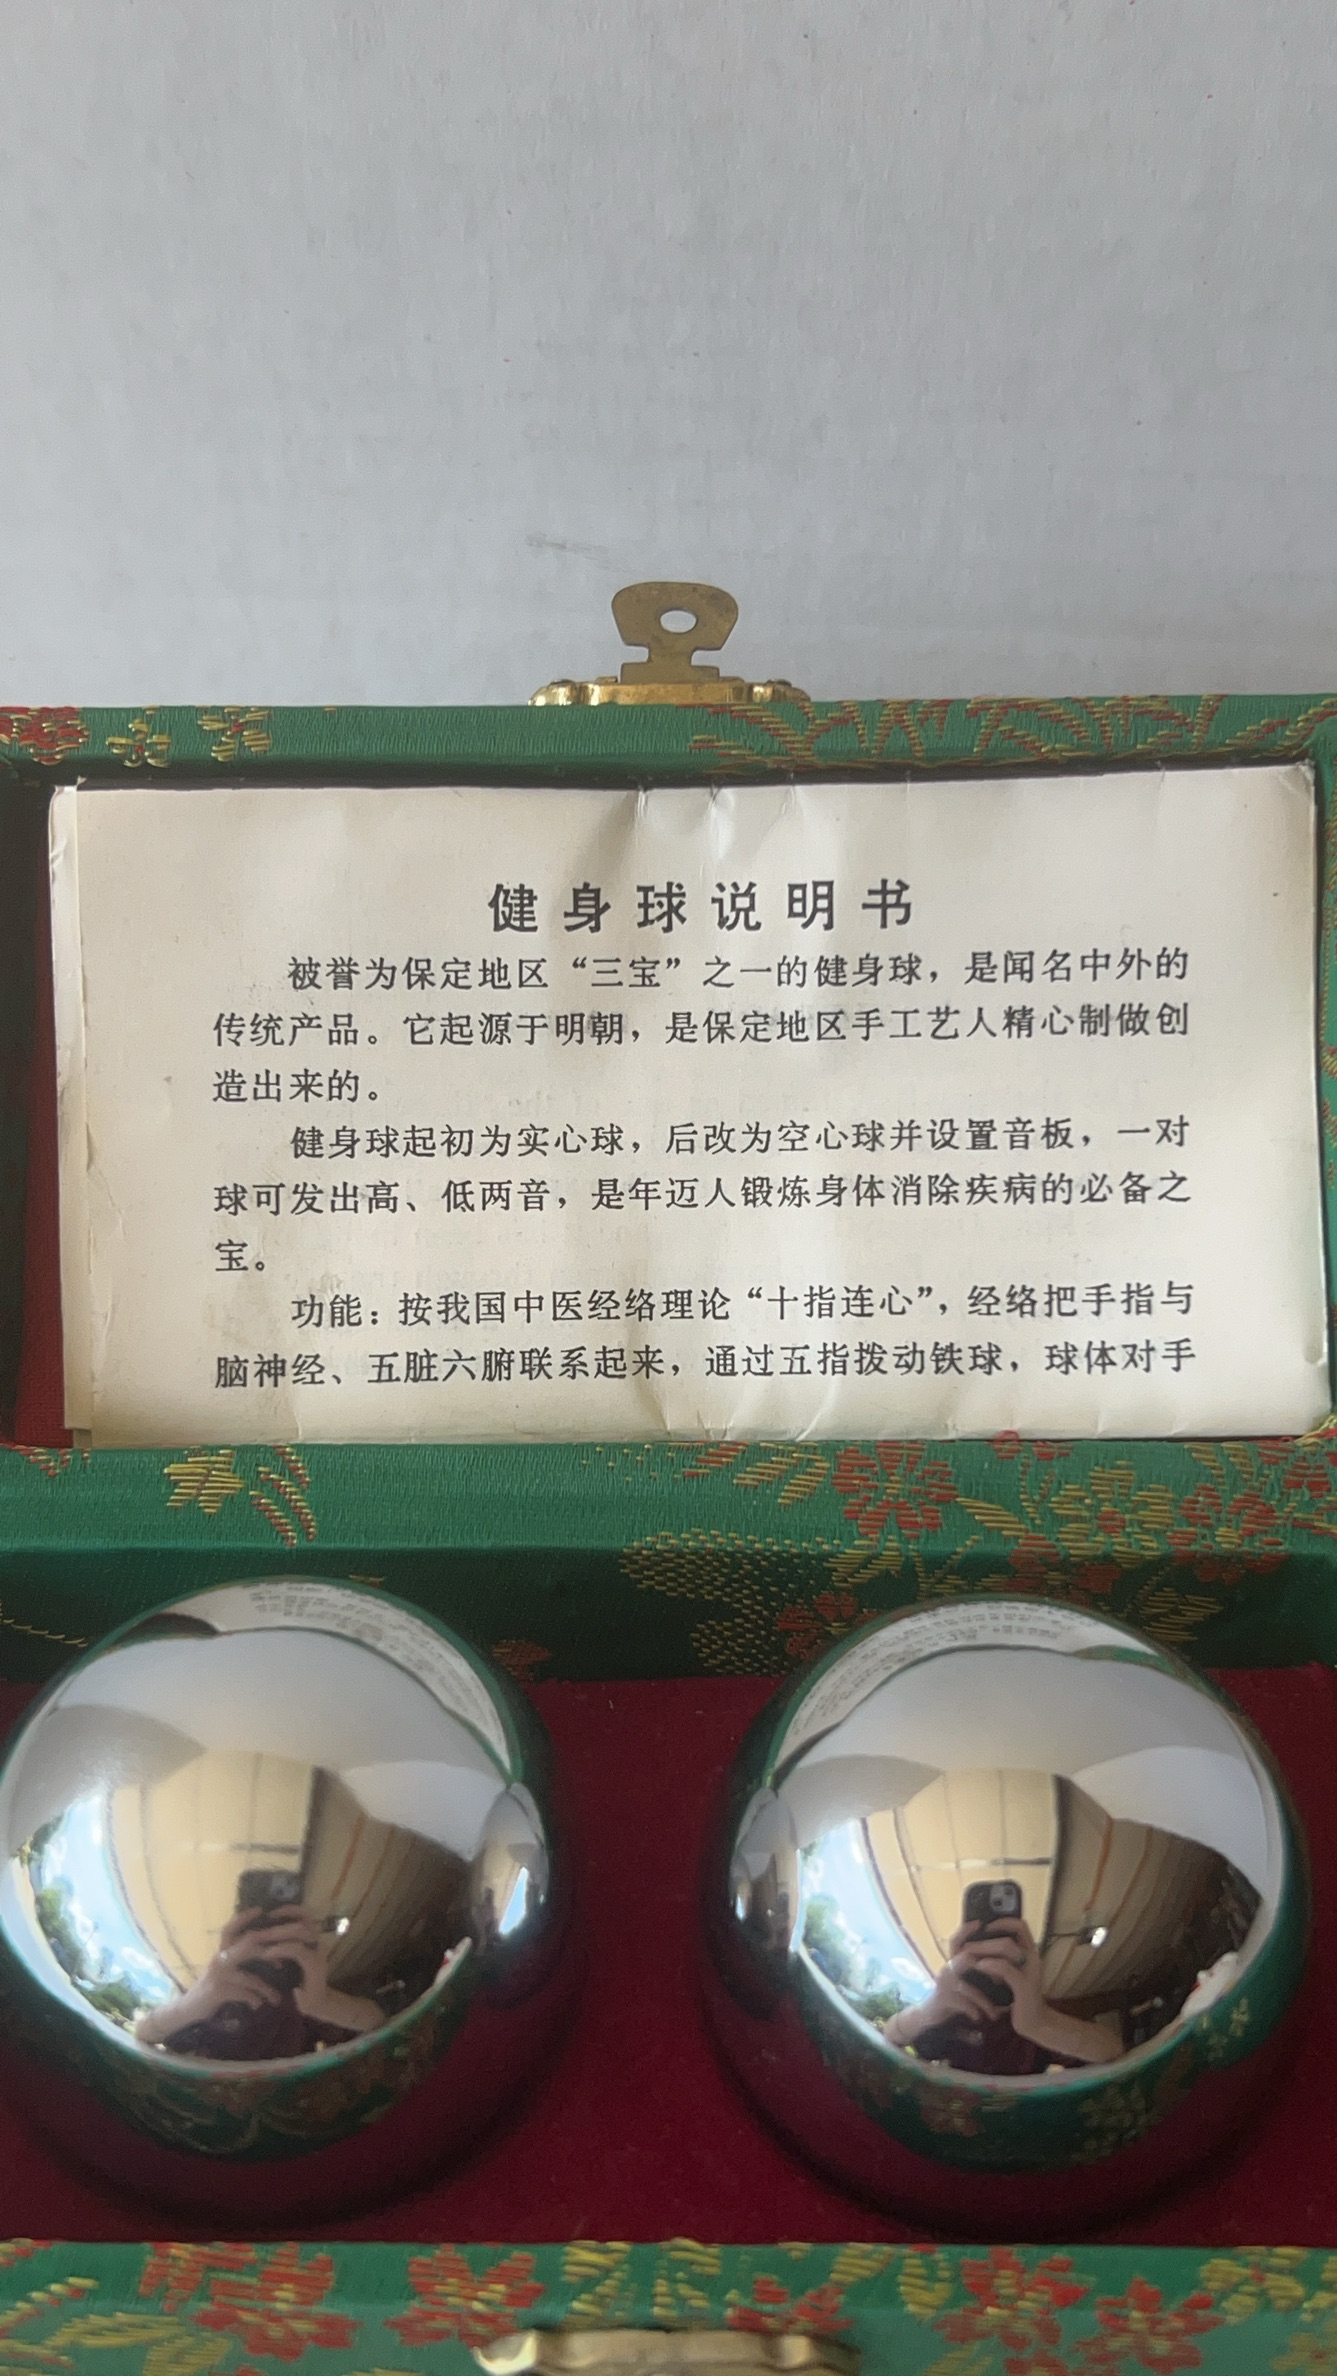 健身球说明书
被誉为保定地区“三宝”之一的健身球，是闻名中外的
传统产品。它起源于明朝，是保定地区手工艺人精心制做创
造出来的。
健身球起初为实心球，后改为空心球并设置音板，一对
球可发出高、低两音，是年迈人锻炼身体消除疾病的必备之
宝。
功能：按我国中医经络理论“十指连心”，经络把手指与
脑神经、五脏六腑联系起来，通过五指拨动铁球，球体对手